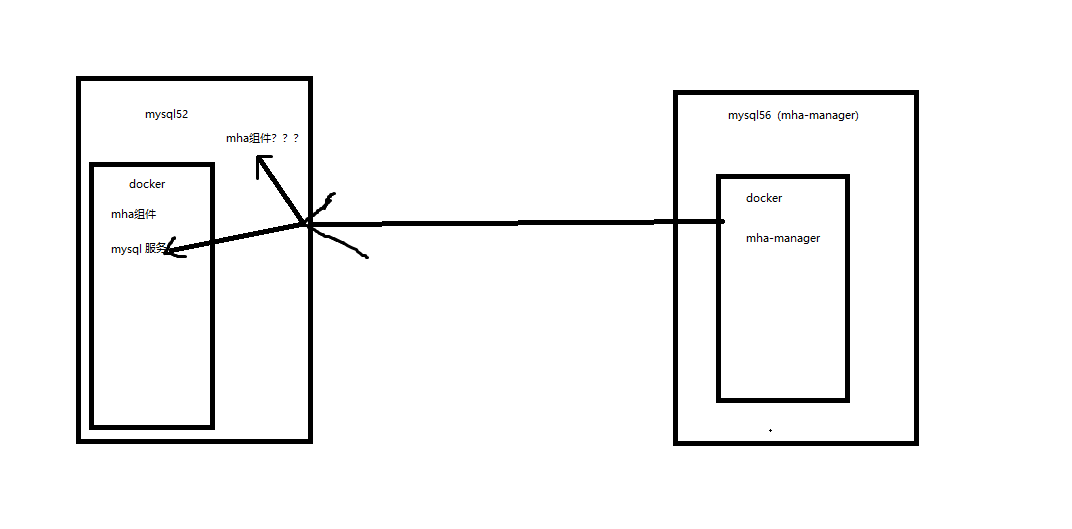 mysql52
mha组件？？？
docker
mha组件
mysql 服务
mysql56  (mha-manager)
docker
mha-manager